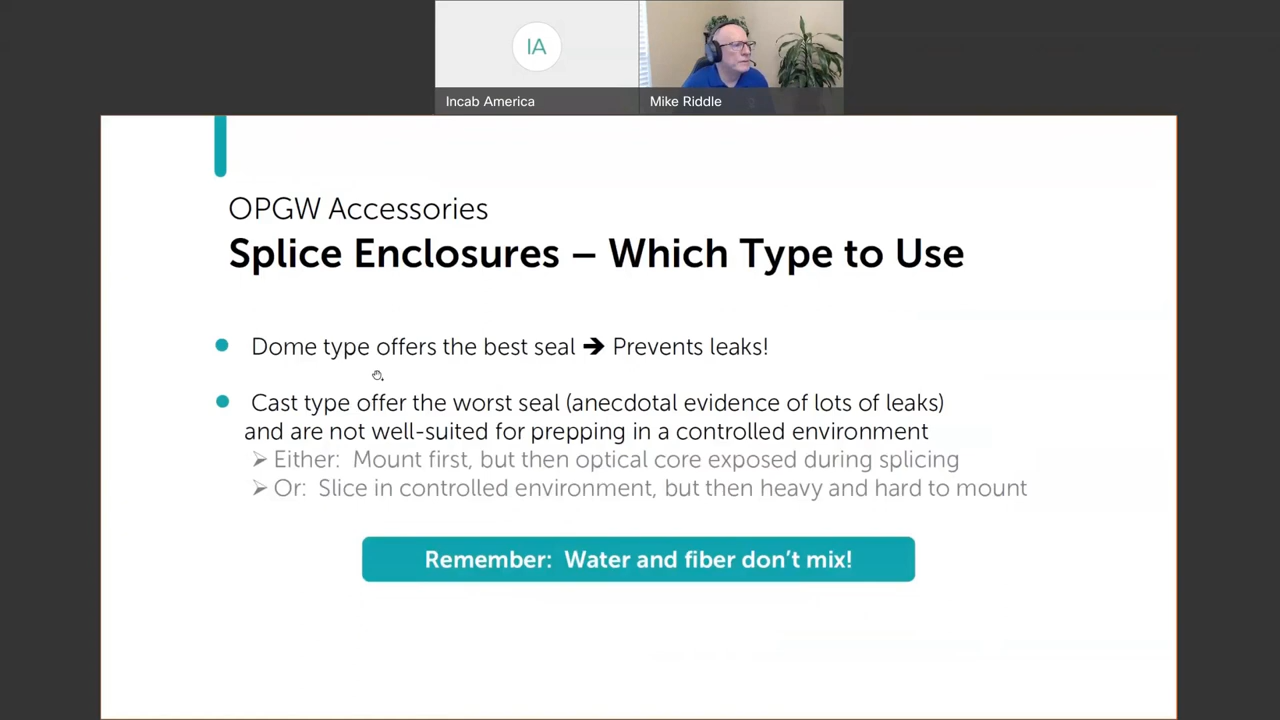 IA
Incab America
Mike Riddle
OPGW Accessories
Splice Enclosures – Which Type to Use
Dome type offers the best seal ➔ Prevents leaks!
Cast type offer the worst seal (anecdotal evidence of lots of leaks)
and are not well-suited for prepping in a controlled environment
Either: Mount first, but then optical core exposed during splicing
Or: Slice in controlled environment, but then heavy and hard to mount
Remember: Water and fiber don't mix!